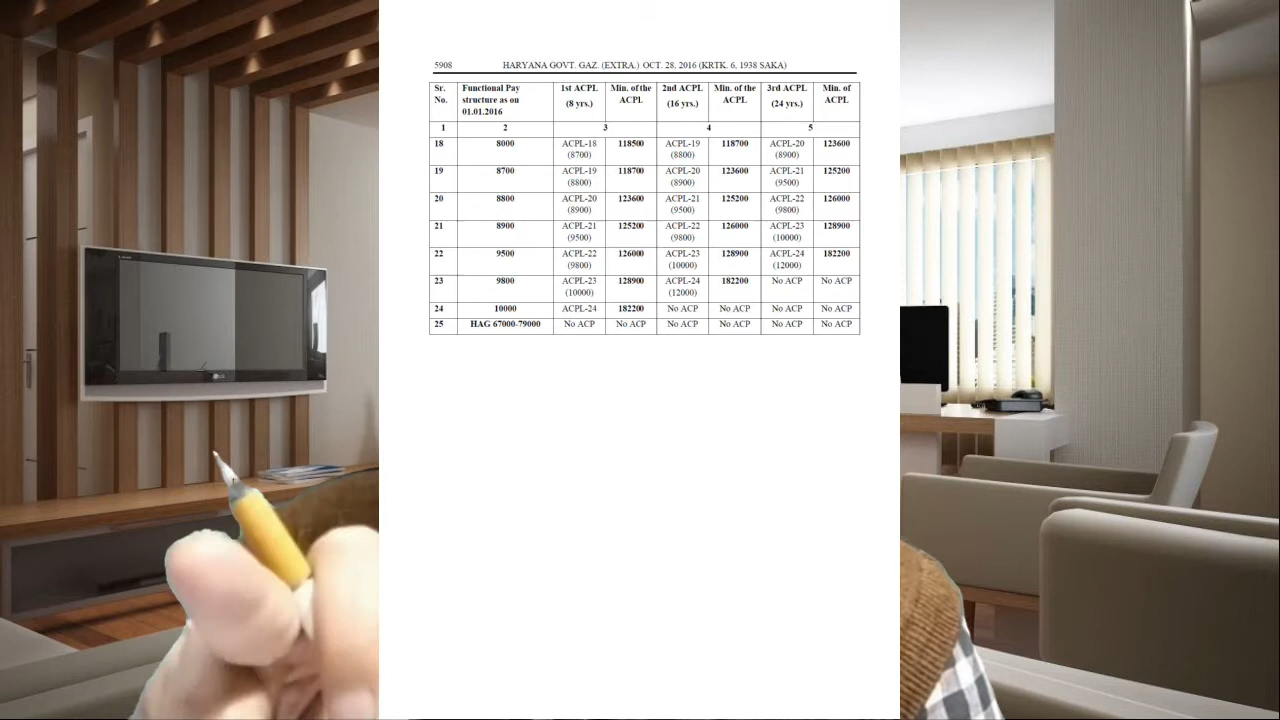 5908 HARYANA GOVT. GAZ. (EXTRA.) OCT. 28, 2016 (KRTK. 6, 1938 SAKA)
Sr. No. Functional Pay structure as on 01.01.2016 1st ACPL (8 yrs.) Min. of the ACPL 2nd ACPL (16 yrs.) Min. of the ACPL 3rd ACPL (24 yrs.) Min. of ACPL
1 2 3 4 5
18 8000 ACPL-18 (8700) 118500 ACPL-19 (8800) 118700 ACPL-20 (8900) 123600
19 8700 ACPL-19 (8800) 118700 ACPL-20 (8900) 123600 ACPL-21 (9500) 125200
20 8800 ACPL-20 (8900) 123600 ACPL-21 (9500) 125200 ACPL-22 (9800) 126000
21 8900 ACPL-21 (9500) 125200 ACPL-22 (9800) 126000 ACPL-23 (10000) 128900
22 9500 ACPL-22 (9800) 126000 ACPL-23 (10000) 128900 ACPL-24 (12000) 182200
23 9800 ACPL-23 (10000) 128900 ACPL-24 (12000) 182200 No ACP No ACP
24 10000 ACPL-24 182200 No ACP No ACP No ACP No ACP
25 HAG 67000-79000 No ACP No ACP No ACP No ACP No ACP No ACP